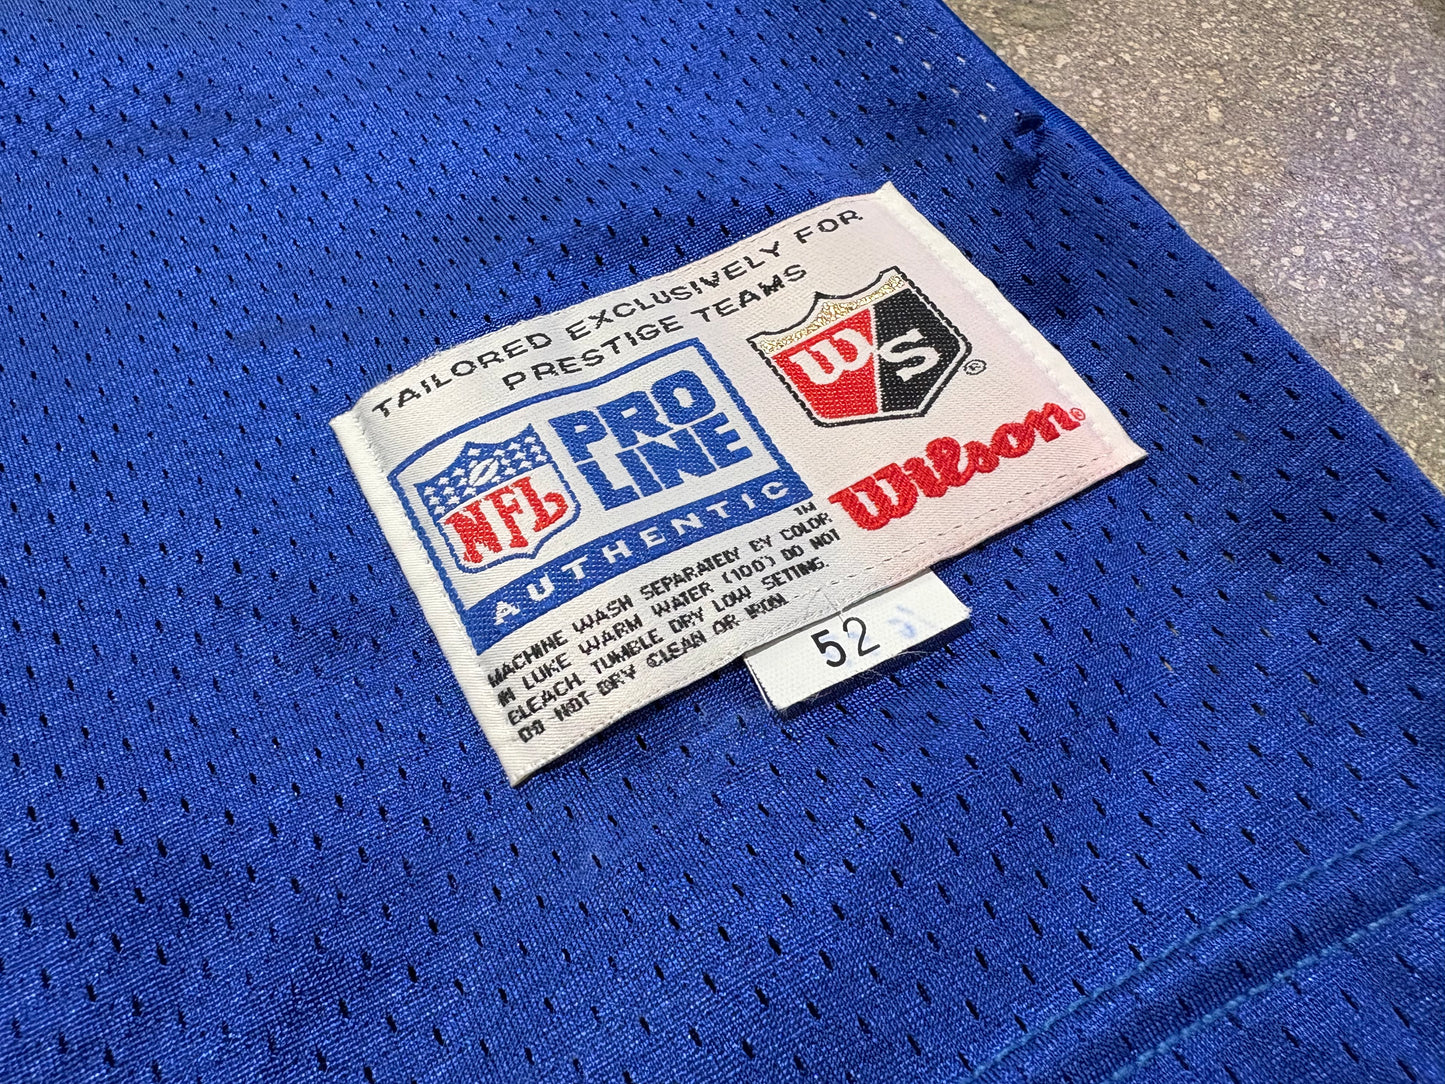 TAILORED EXCLUSIVELY FOR
PRESTIGE TEAMS
NFL
PRO
LINE
AUTHENTIC
TM
W/S
®
Wilson®
MACHINE WASH SEPARATELY BY COLOR
IN LUKE WARM WATER (100°) DO NOT
BLEACH. TUMBLE DRY LOW SETTING.
DO NOT DRY CLEAN OR IRON.
52